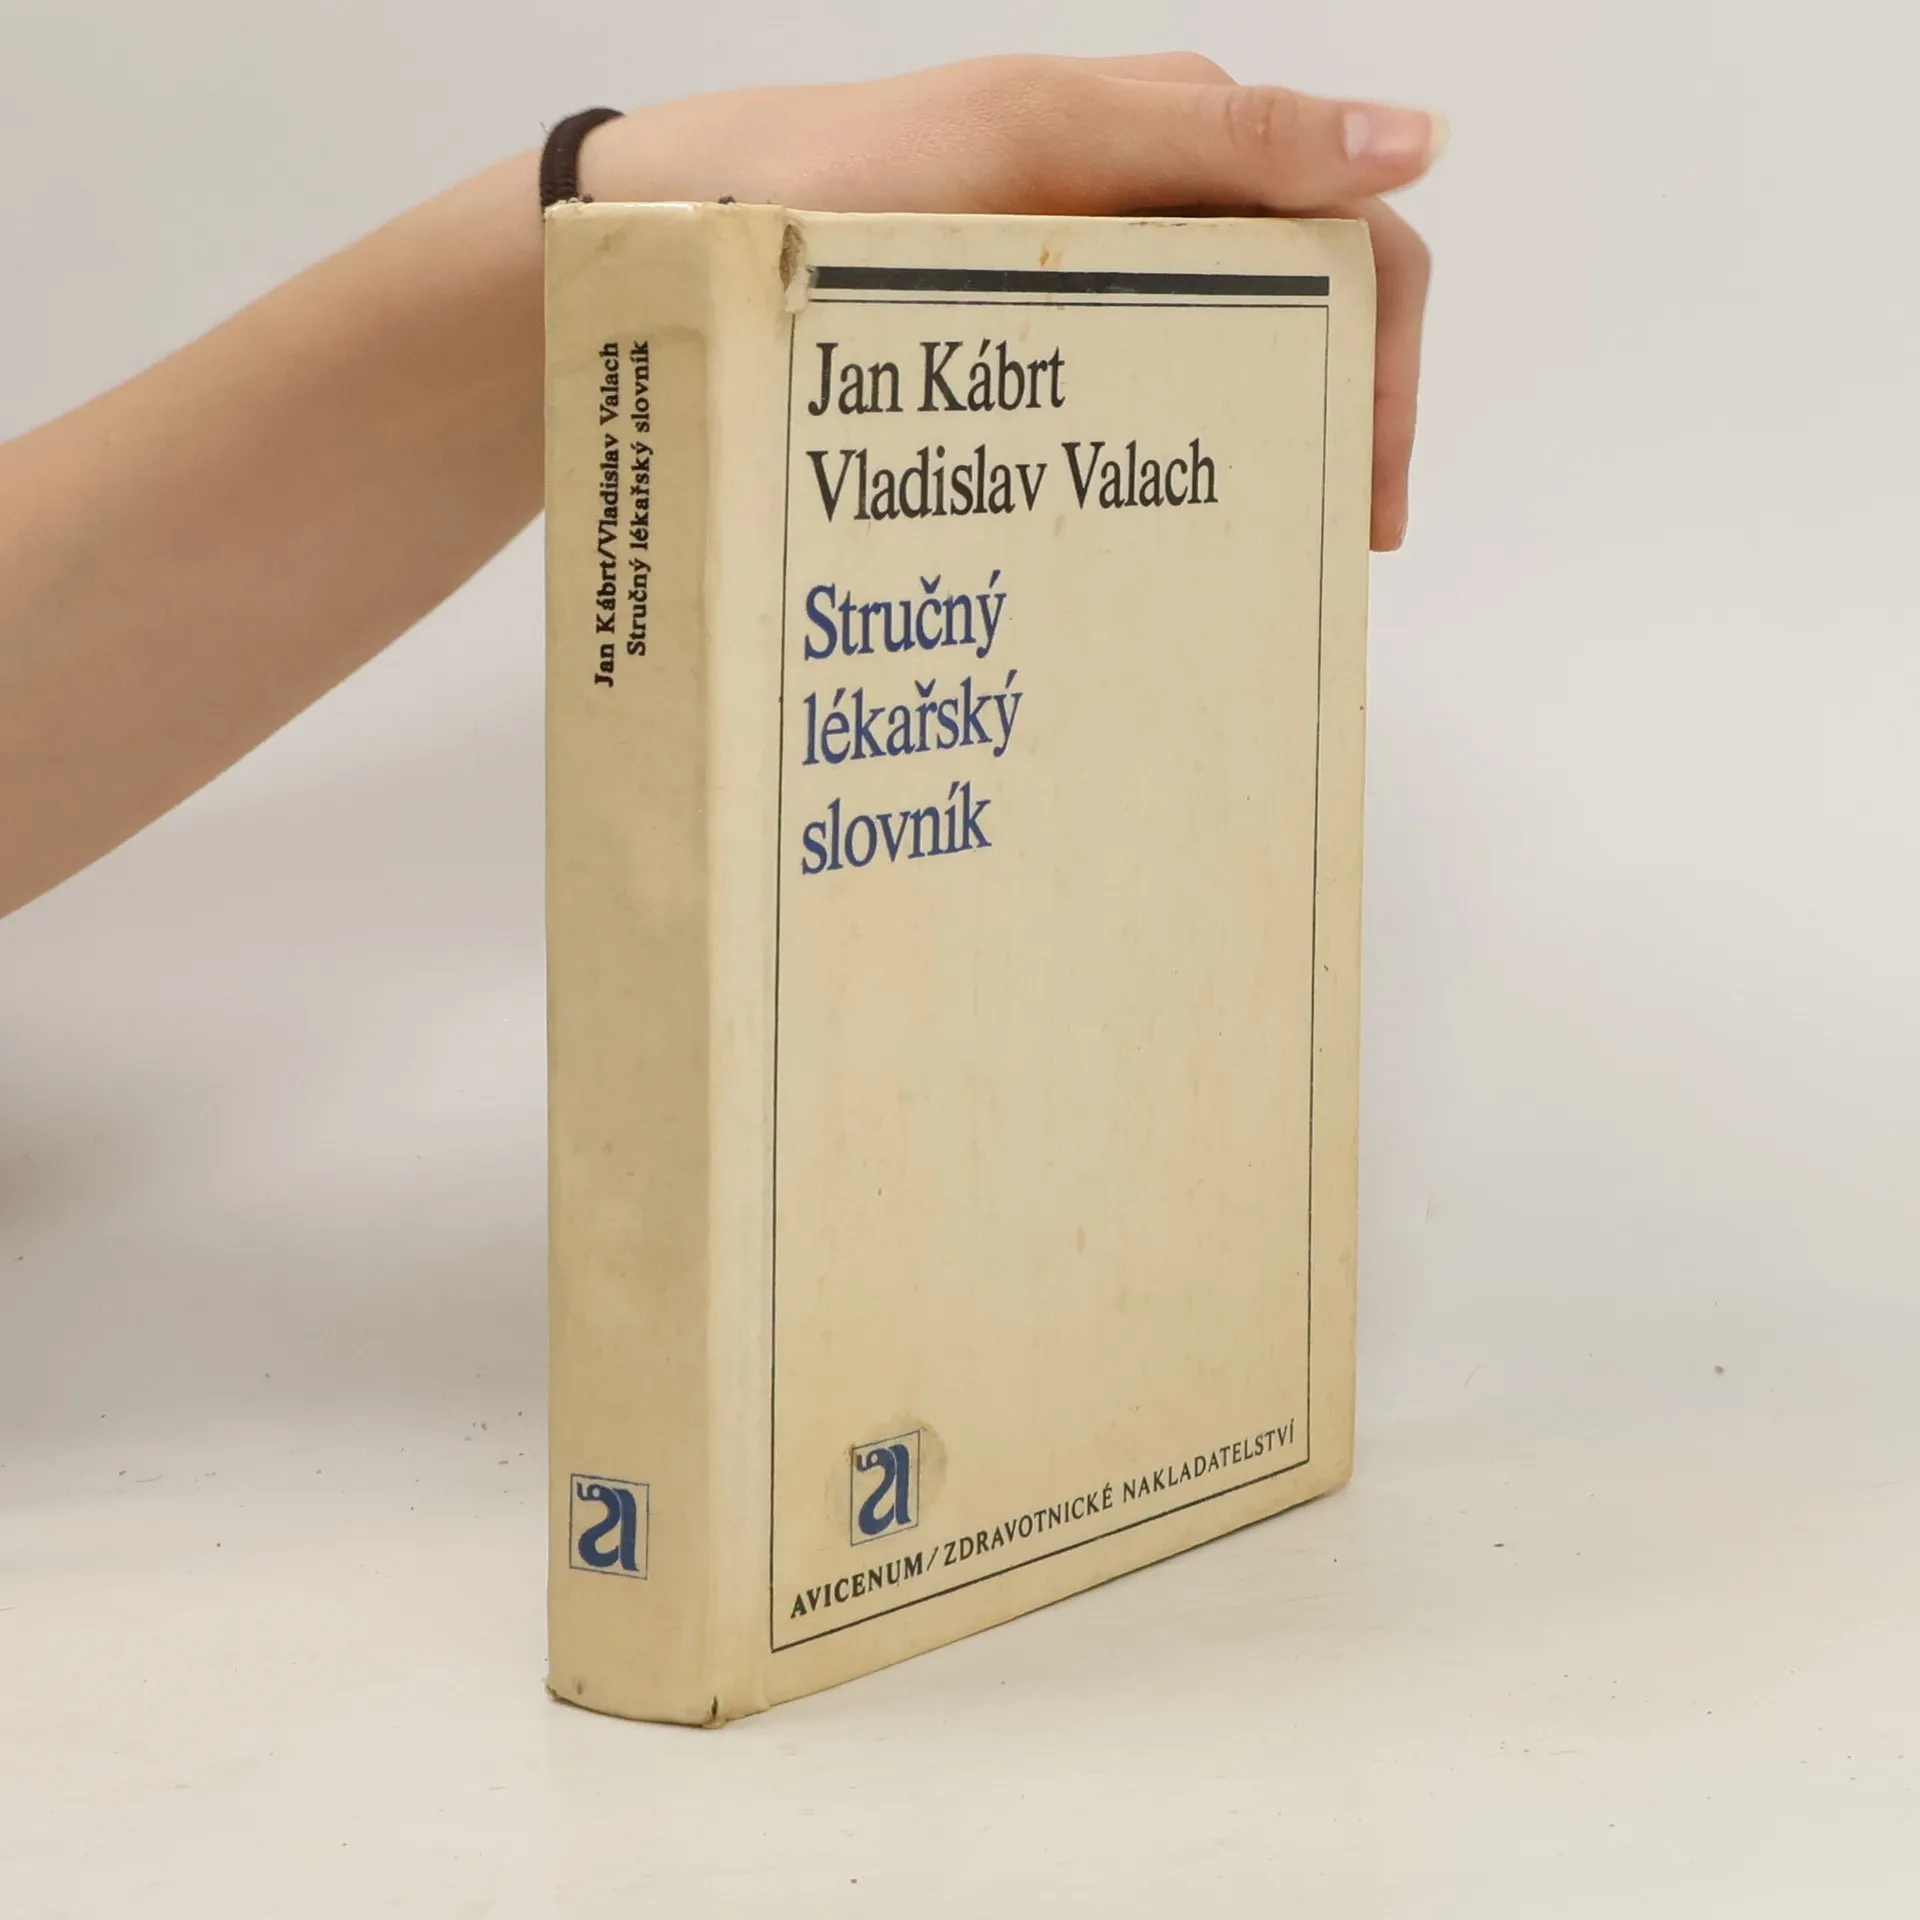 Jan Kábrt/Vladislav Valach
Stručný lékařský slovník
Jan Kábrt
Vladislav Valach
Stručný
lékařský
slovník
AVICENUM/ZDRAVOTNICKÉ NAKLADATELSTVÍ